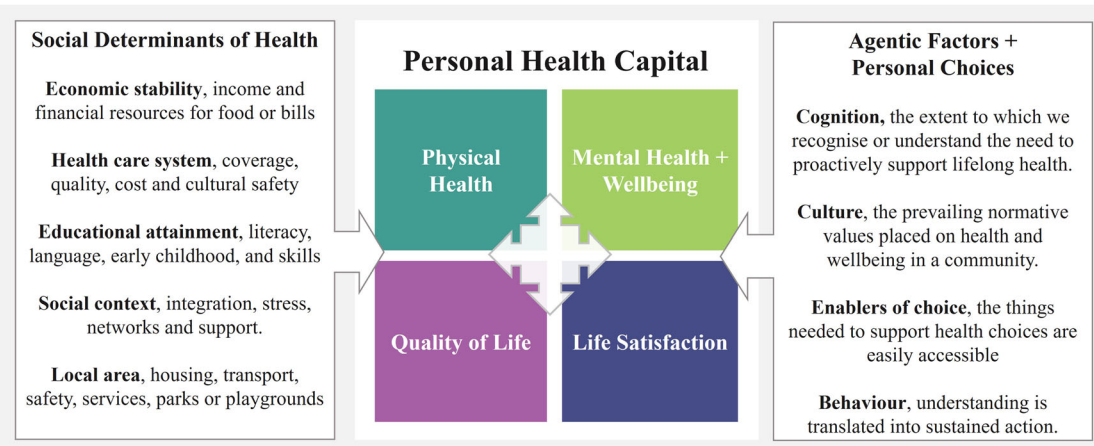 Social Determinants of Health
Economic stability, income and
financial resources for food or bills
Health care system, coverage,
quality, cost and cultural safety
Educational attainment, literacy,
language, early childhood, and skills
Social context, integration, stress,
networks and support.
Local area, housing, transport,
safety, services, parks or playgrounds
Personal Health Capital
Physical
Health
Mental Health +
Wellbeing
Quality of Life
Life Satisfaction
Agentic Factors +
Personal Choices
Cognition, the extent to which we
recognise or understand the need to
proactively support lifelong health.
Culture, the prevailing normative
values placed on health and
wellbeing in a community.
Enablers of choice, the things
needed to support health choices are
easily accessible
Behaviour, understanding is
translated into sustained action.